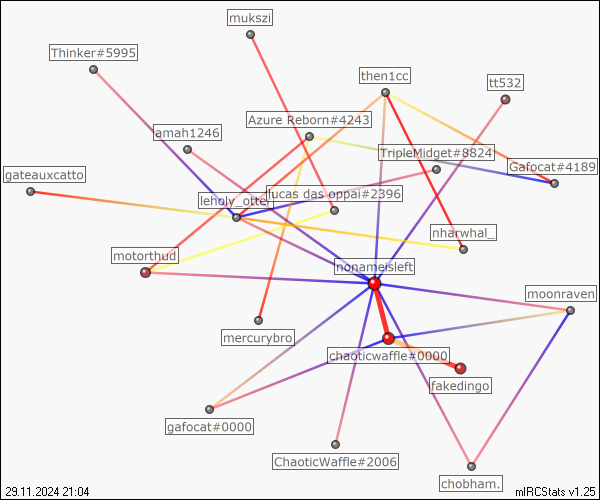 mukszi
Thinker#5995
then1cc
tt532
Azure Reborn#4243
amah1246
TripleMidget#8824
Gafocat#4189
gateauxcatto
leholy_otte
lucas das oppai#2396
nharwhal_
motorthud
nonameisleft
moonraven
mercurybro
chaoticwaffle#0000
fakedingo
gafocat#0000
ChaoticWaffle#2006
chobham.
29.11.2024 21:04
mIRCStats v1.25